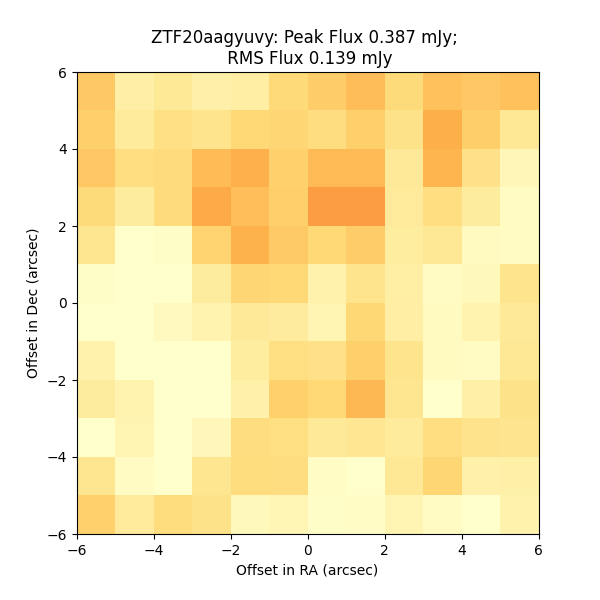 ZTF20aagyuvy: Peak Flux 0.387 mJy;
RMS Flux 0.139 mJy
6
4
2
0
−2
−4
−6
Offset in Dec (arcsec)
−6 −4 −2 0 2 4 6
Offset in RA (arcsec)